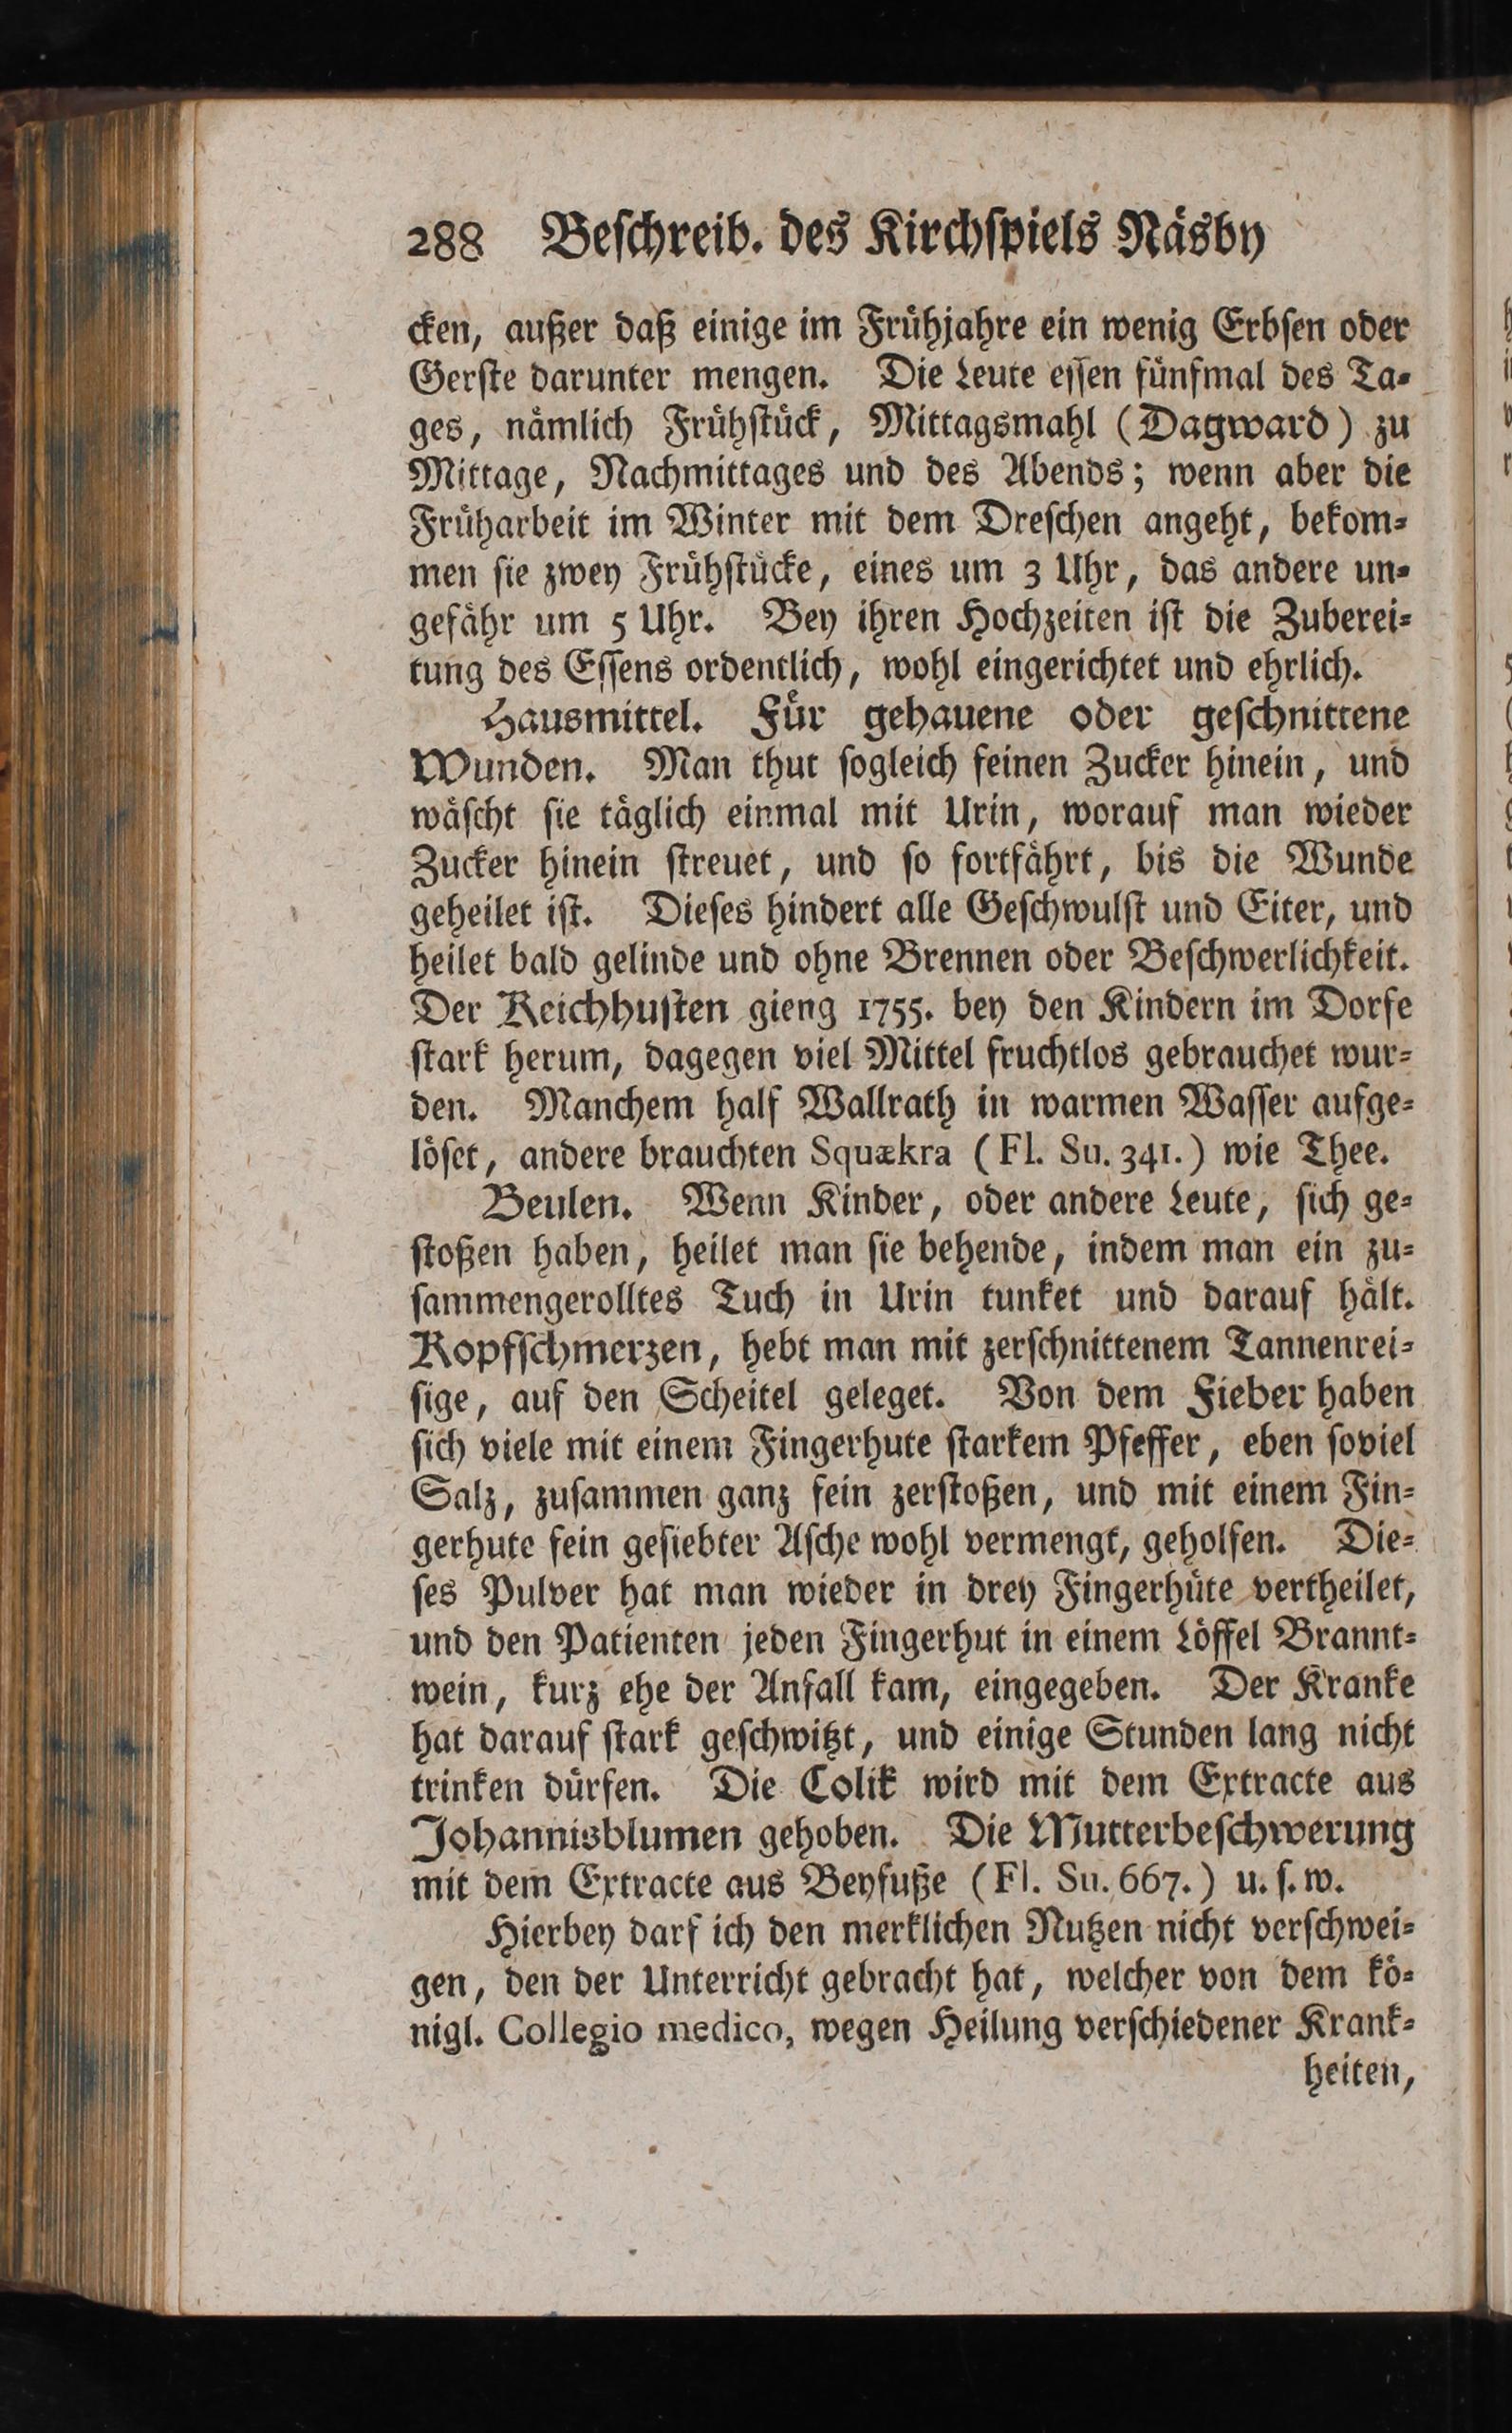 288 Beſchreib. des Kirchſpiels Näsby
cken, außer daß einige im Frühjahre ein wenig Erbſen oder
Gerſte darunter mengen. Die Leute eſſen fünfmal des Ta-
ges, nämlich Frühſtück, Mittagsmahl (Dagward) zu
Mittage, Nachmittages und des Abends; wenn aber die
Früharbeit im Winter mit dem Dreſchen angeht, bekom-
men ſie zwey Frühſtücke, eines um 3 Uhr, das andere un-
gefähr um 5 Uhr. Bey ihren Hochzeiten iſt die Zuberei-
tung des Eſſens ordentlich, wohl eingerichtet und ehrlich.
Hausmittel. Für gehauene oder geſchnittene
Wunden. Man thut ſogleich feinen Zucker hinein, und
wäſcht ſie täglich einmal mit Urin, worauf man wieder
Zucker hinein ſtreuet, und ſo fortfährt, bis die Wunde
geheilet iſt. Dieſes hindert alle Geſchwulſt und Eiter, und
heilet bald gelinde und ohne Brennen oder Beſchwerlichkeit.
Der Keichhuſten gieng 1755. bey den Kindern im Dorfe
ſtark herum, dagegen viel Mittel fruchtlos gebrauchet wur-
den. Manchem half Wallrath in warmen Waſſer aufge-
löſet, andere brauchten Squækra (Fl. Su. 341.) wie Thee.
Beulen. Wenn Kinder, oder andere Leute, ſich ge-
ſtoßen haben, heilet man ſie behende, indem man ein zu-
ſammengerolltes Tuch in Urin tunket und darauf hält.
Kopfſchmerzen, hebt man mit zerſchnittenem Tannenrei-
ſige, auf den Scheitel geleget. Von dem Fieber haben
ſich viele mit einem Fingerhute ſtarkem Pfeffer, eben ſoviel
Salz, zuſammen ganz fein zerſtoßen, und mit einem Fin-
gerhute fein geſiebter Aſche wohl vermengt, geholfen. Die-
ſes Pulver hat man wieder in drey Fingerhüte vertheilet,
und den Patienten jeden Fingerhut in einem Löffel Brannt-
wein, kurz ehe der Anfall kam, eingegeben. Der Kranke
hat darauf ſtark geſchwitzt, und einige Stunden lang nicht
trinken dürfen. Die Colik wird mit dem Extracte aus
Johannisblumen gehoben. Die Mutterbeſchwerung
mit dem Extracte aus Beyfuße (Fl. Su. 667.) u. ſ. w.
Hierbey darf ich den merklichen Nutzen nicht verſchwei-
gen, den der Unterricht gebracht hat, welcher von dem kö-
nigl. Collegio medico, wegen Heilung verſchiedener Krank-
heiten,